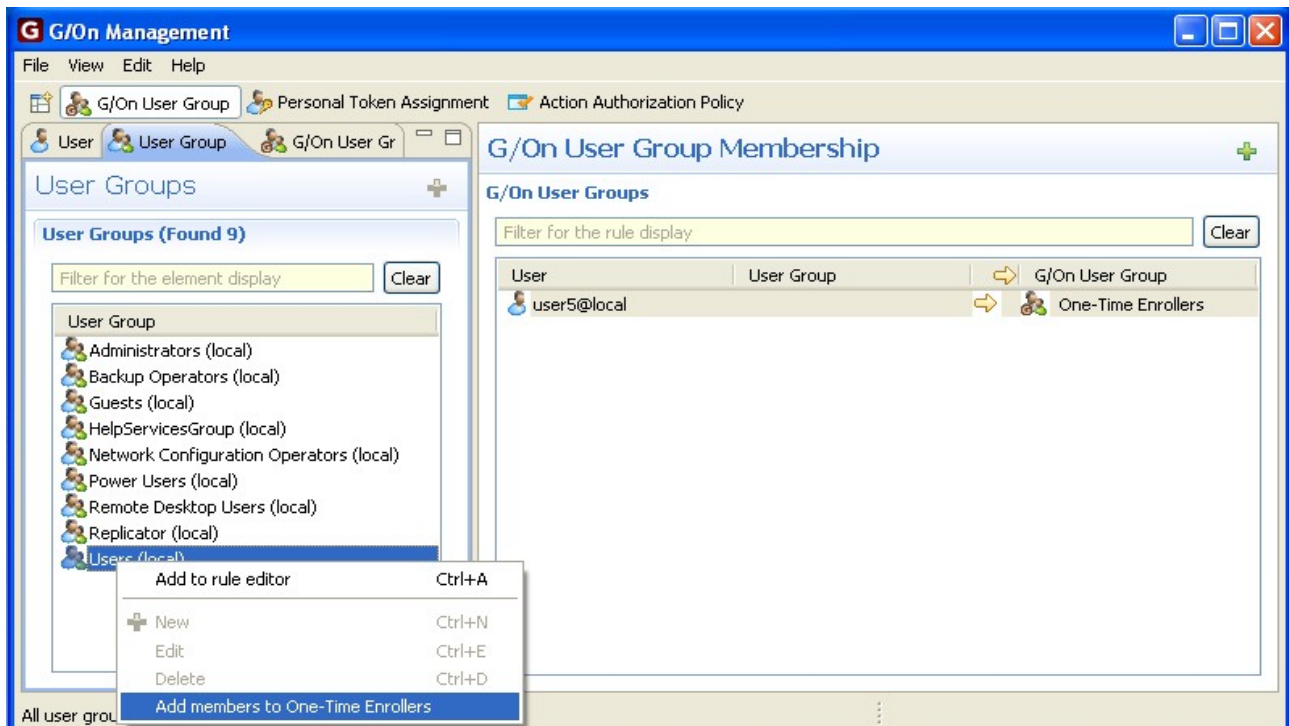 G/On Management
File View Edit Help
G/On User Group Personal Token Assignment Action Authorization Policy
User User Group G/On User Gr
User Groups
User Groups (Found 9)
Filter for the element display Clear
User Group
Administrators (local)
Backup Operators (local)
Guests (local)
HelpServicesGroup (local)
Network Configuration Operators (local)
Power Users (local)
Remote Desktop Users (local)
Replicator (local)
Users (local)
Add to rule editor Ctrl+A
New Ctrl+N
Edit Ctrl+E
Delete Ctrl+D
Add members to One-Time Enrollers
All user grou
G/On User Group Membership
G/On User Groups
Filter for the rule display Clear
User User Group G/On User Group
user5@local One-Time Enrollers